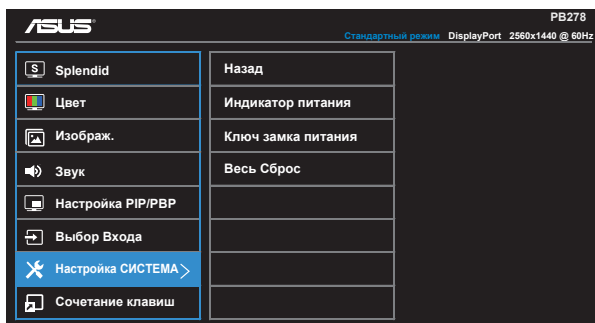 ASUS
PB278
Стандартный режим DisplayPort 2560x1440 @ 60Hz
S Splendid
Цвет
Изображ.
Звук
Настройка PIP/PBP
Выбор Входа
Настройка СИСТЕМА >
Сочетание клавиш
Назад
Индикатор питания
Ключ замка питания
Весь Сброс